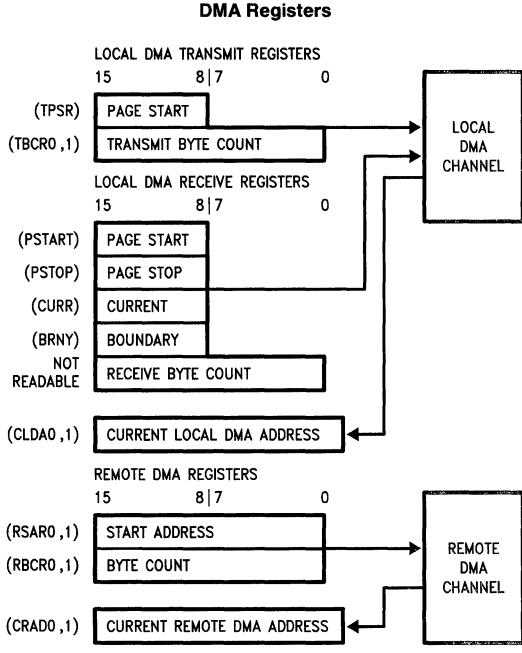 DMA Registers
LOCAL DMA TRANSMIT REGISTERS
15 8|7 0
(TPSR) PAGE START
(TBCR0,1) TRANSMIT BYTE COUNT
LOCAL DMA CHANNEL
LOCAL DMA RECEIVE REGISTERS
15 8|7 0
(PSTART) PAGE START
(PSTOP) PAGE STOP
(CURR) CURRENT
(BRNY) BOUNDARY
NOT READABLE RECEIVE BYTE COUNT
(CLDA0,1) CURRENT LOCAL DMA ADDRESS
REMOTE DMA REGISTERS
15 8|7 0
(RSAR0,1) START ADDRESS
(RBCR0,1) BYTE COUNT
REMOTE DMA CHANNEL
(CRAD0,1) CURRENT REMOTE DMA ADDRESS